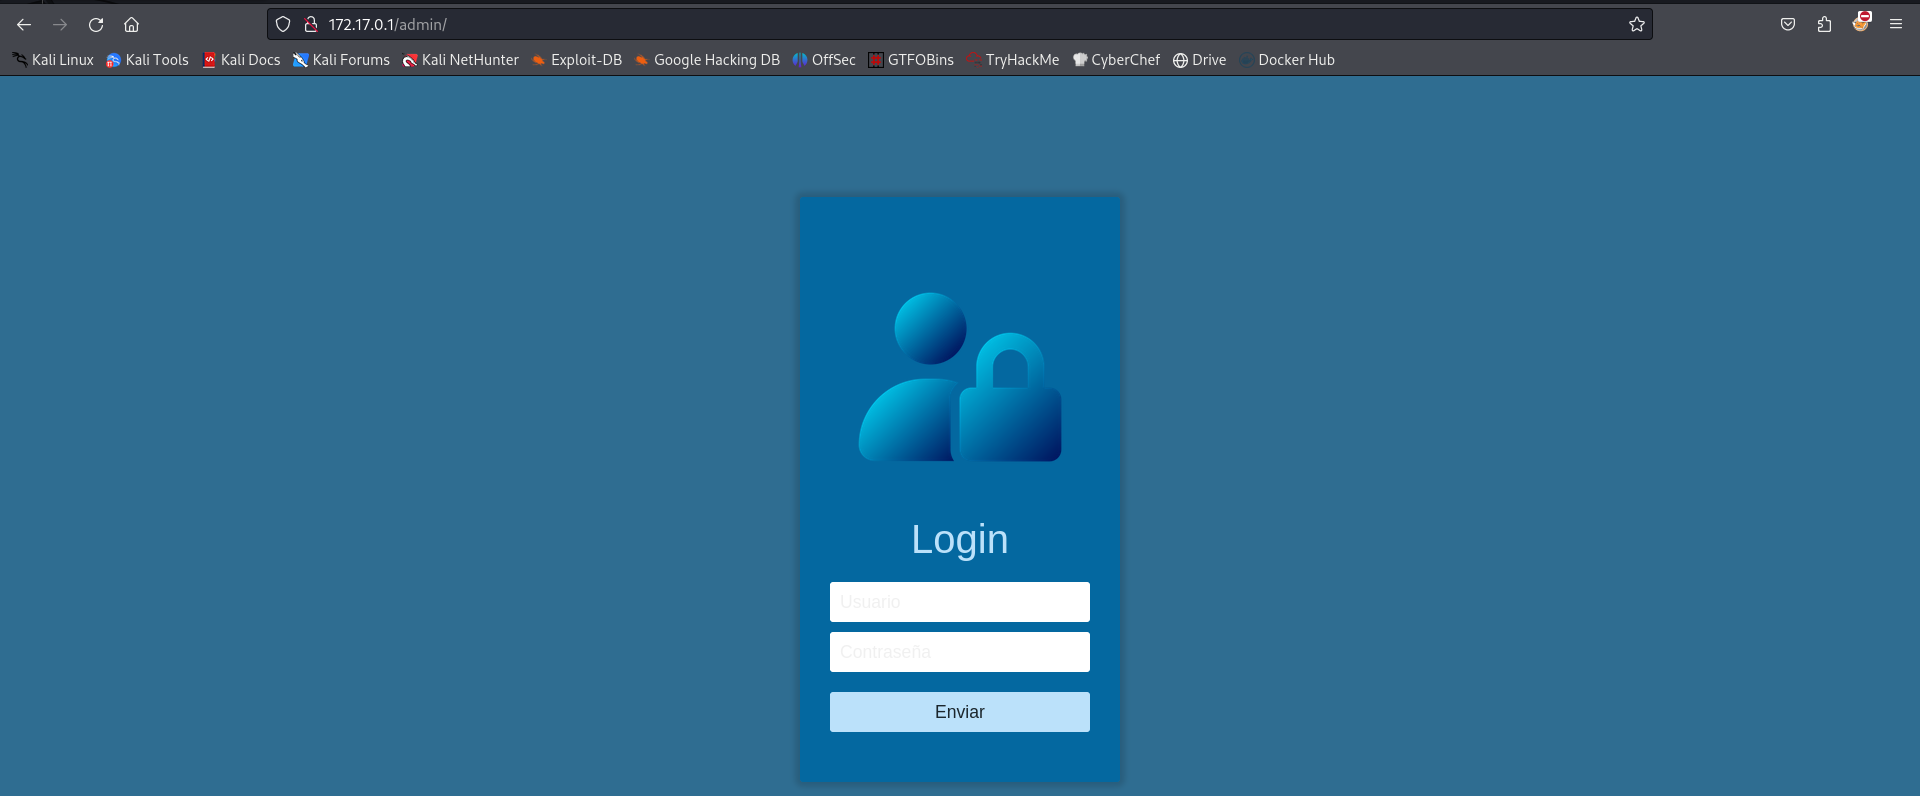 172.17.0.1/admin/
Kali Linux Kali Tools Kali Docs Kali Forums Kali NetHunter Exploit-DB Google Hacking DB OffSec GTFOBins TryHackMe CyberChef Drive Docker Hub
Login
Usuario
Contraseña
Enviar